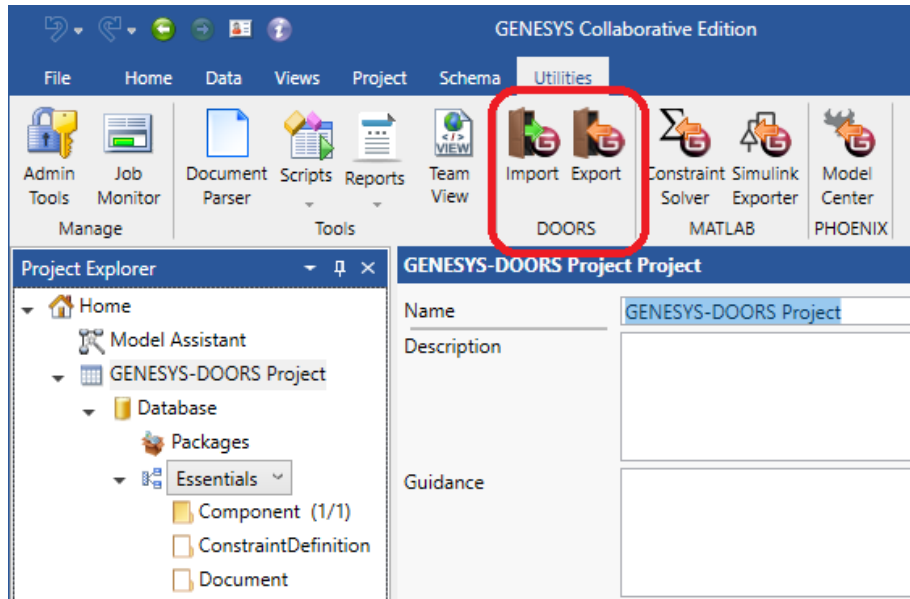 GENESYS Collaborative Edition
File Home Data Views Project Schema Utilities
</> VIEW
Admin Tools
Job Monitor
Document Parser
Scripts
Reports
Team View
Import
Export
Constraint Solver
Simulink Exporter
Model Center
Manage
Tools
DOORS
MATLAB
PHOENIX
Project Explorer
Home
Model Assistant
GENESYS-DOORS Project
Database
Packages
Essentials
Component (1/1)
ConstraintDefinition
Document
GENESYS-DOORS Project Project
Name GENESYS-DOORS Project
Description
Guidance